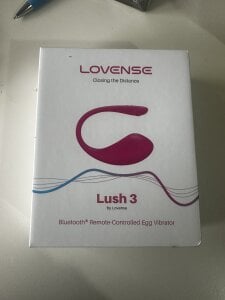 LOVENSE
Closing the Distance
Lush 3
By Lovense
Bluetooth® Remote-Controlled Egg Vibrator